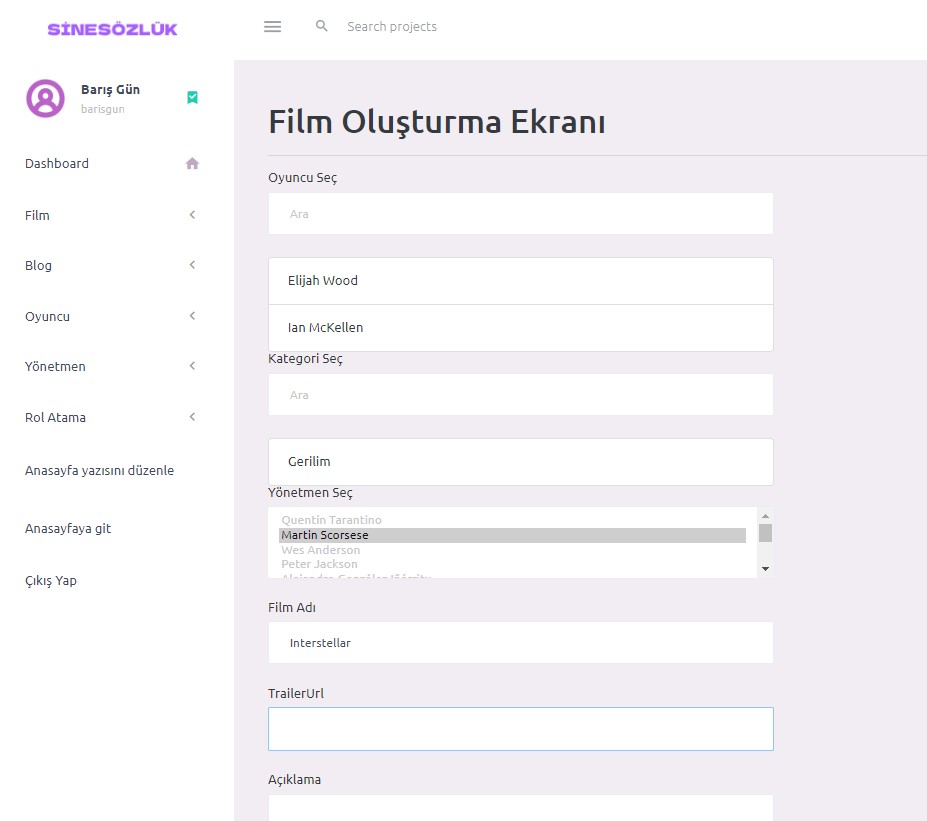 SİNESÖZLÜK
Search projects
Barış Gün
barisgun
Dashboard
Film
Blog
Oyuncu
Yönetmen
Rol Atama
Anasayfa yazısını düzenle
Anasayfaya git
Çıkış Yap
Film Oluşturma Ekranı
Oyuncu Seç
Ara
Elijah Wood
Ian McKellen
Kategori Seç
Ara
Gerilim
Yönetmen Seç
Quentin Tarantino
Martin Scorsese
Wes Anderson
Peter Jackson
Film Adı
Interstellar
TrailerUrl
Açıklama